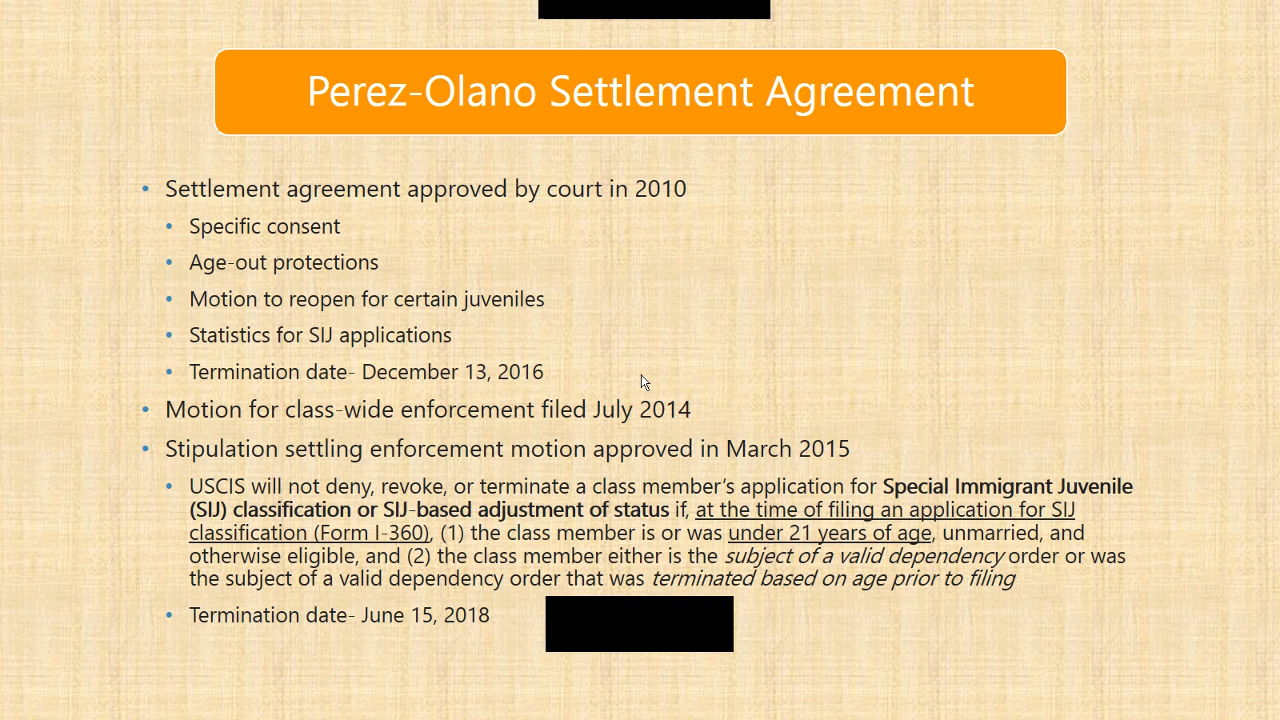 Perez-Olano Settlement Agreement
• Settlement agreement approved by court in 2010
• Specific consent
• Age-out protections
• Motion to reopen for certain juveniles
• Statistics for SIJ applications
• Termination date- December 13, 2016
• Motion for class-wide enforcement filed July 2014
• Stipulation settling enforcement motion approved in March 2015
• USCIS will not deny, revoke, or terminate a class member's application for Special Immigrant Juvenile
(SIJ) classification or SIJ-based adjustment of status if, at the time of filing an application for SIJ
classification (Form I-360), (1) the class member is or was under 21 years of age, unmarried, and
otherwise eligible, and (2) the class member either is the subject of a valid dependency order or was
the subject of a valid dependency order that was terminated based on age prior to filing
• Termination date- June 15, 2018